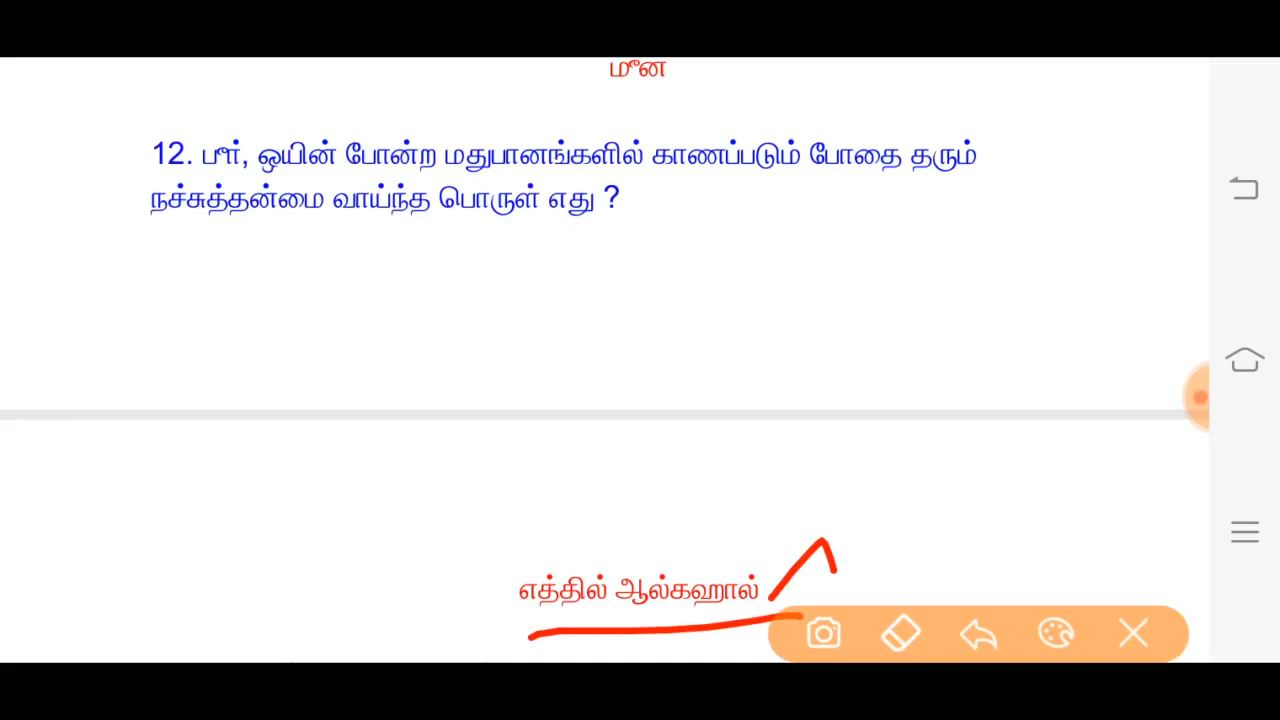 மீன்
12. பீர், ஒயின் போன்ற மதுபானங்களில் காணப்படும் போதை தரும்
நச்சுத்தன்மை வாய்ந்த பொருள் எது ?
எத்தில் ஆல்கஹால்